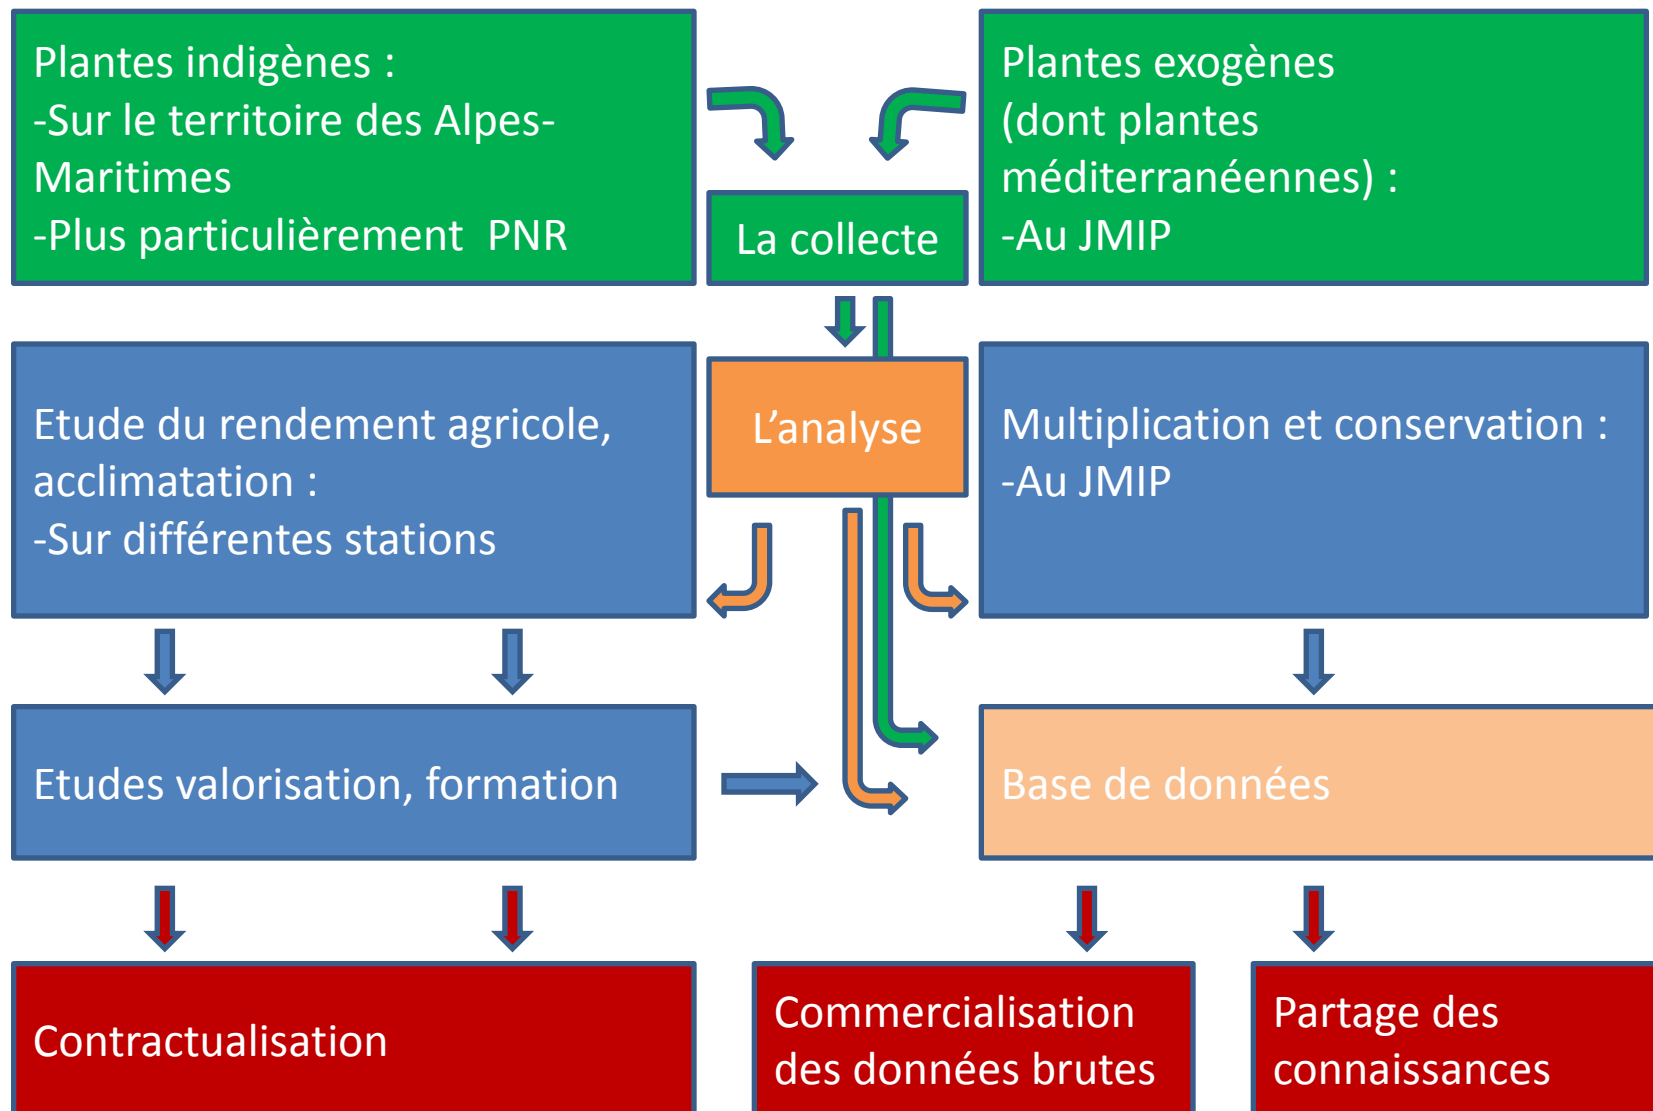 Plantes indigènes :
-Sur le territoire des Alpes-
Maritimes
-Plus particulièrement  PNR
La collecte
Plantes exogènes
(dont plantes
méditerranéennes) :
-Au JMIP
Etude du rendement agricole,
acclimatation :
-Sur différentes stations
L’analyse
Multiplication et conservation :
-Au JMIP
Etudes valorisation, formation
Base de données
Contractualisation
Commercialisation
des données brutes
Partage des
connaissances